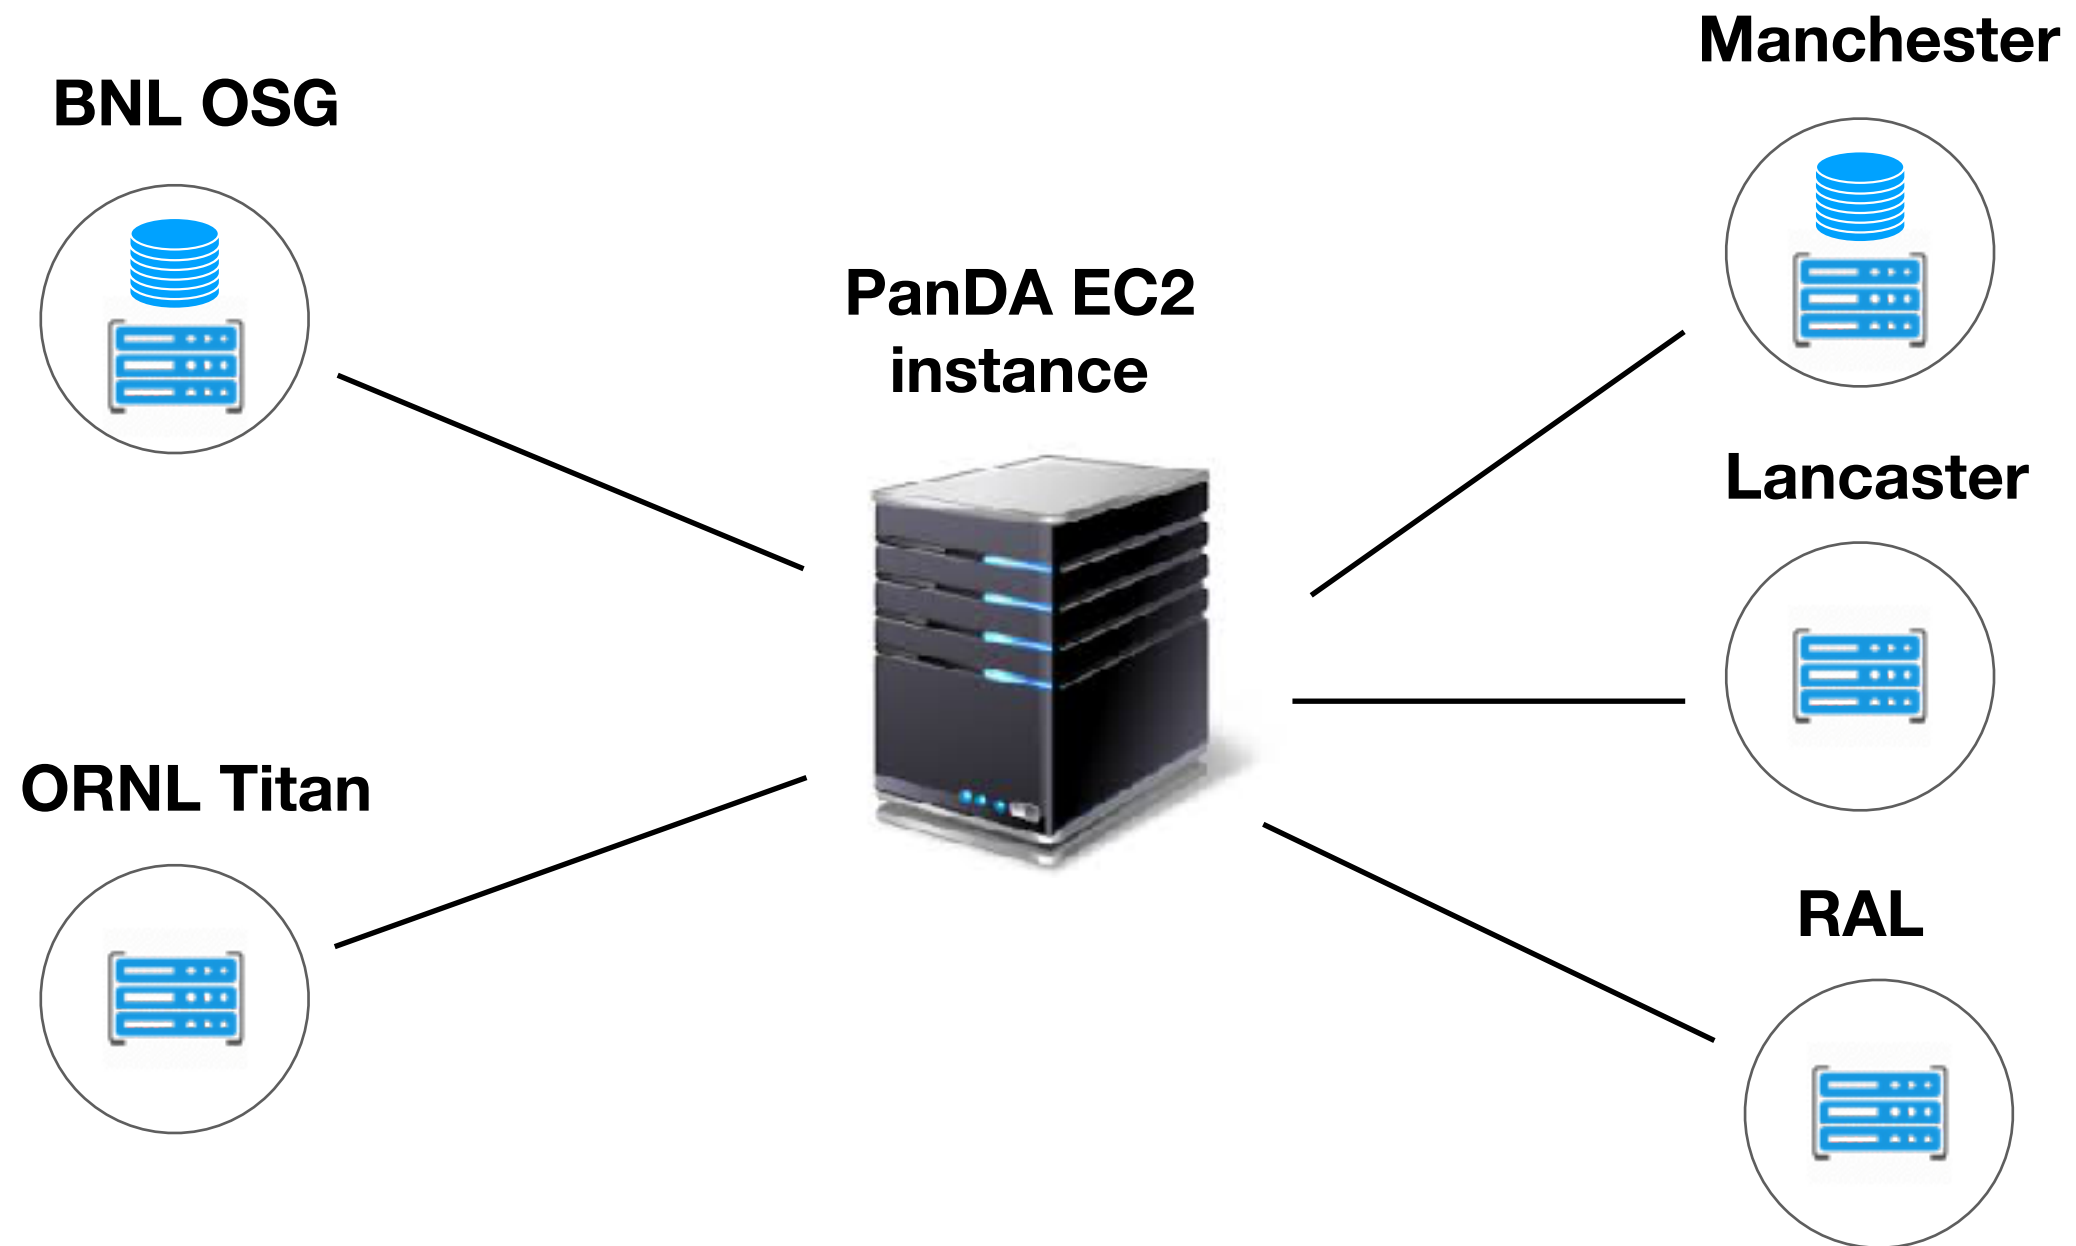 BNL OSG
ORNL Titan
PanDA EC2
instance
Manchester
Lancaster
RAL